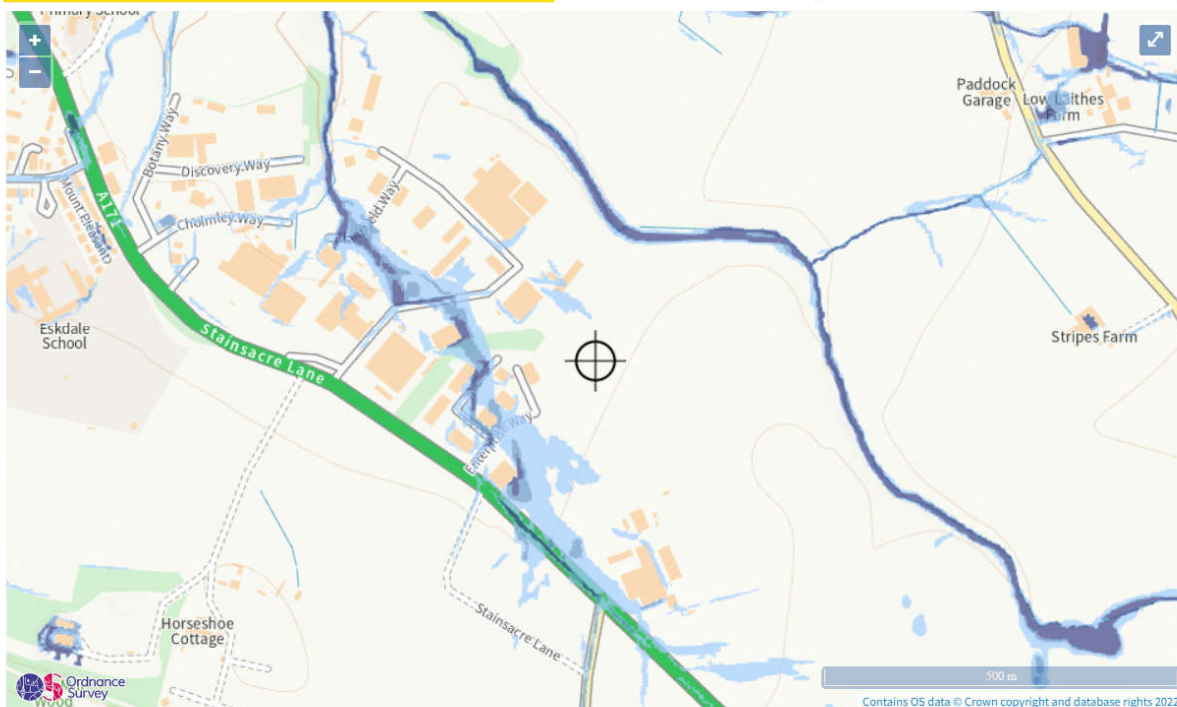 Primary School
+
−
Botany Way
Discovery Way
Cholmley Way
Mount Pleasant
A171
Paddock
Garage
Low Laithes
Farm
Stripes Farm
Eskdale
School
Stainsacre Lane
Enterprise Way
Stainsacre Lane
Horseshoe
Cottage
Ordnance
Survey
Wood
500 m
Contains OS data © Crown copyright and database rights 2022